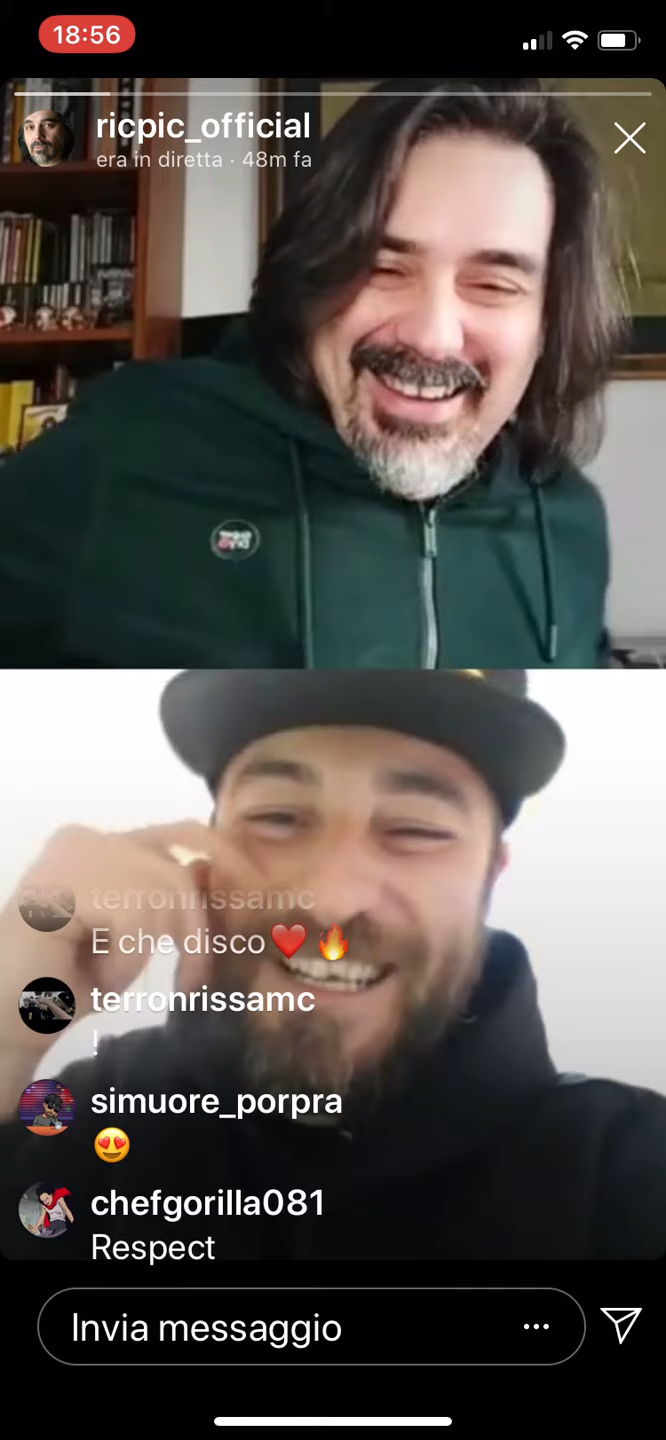 18:56
ricpic_official
era in diretta · 48m fa
terronrissamc
E che disco❤️🔥
terronrissamc
!
simuore_porpra
😍
chefgorilla081
Respect
Invia messaggio